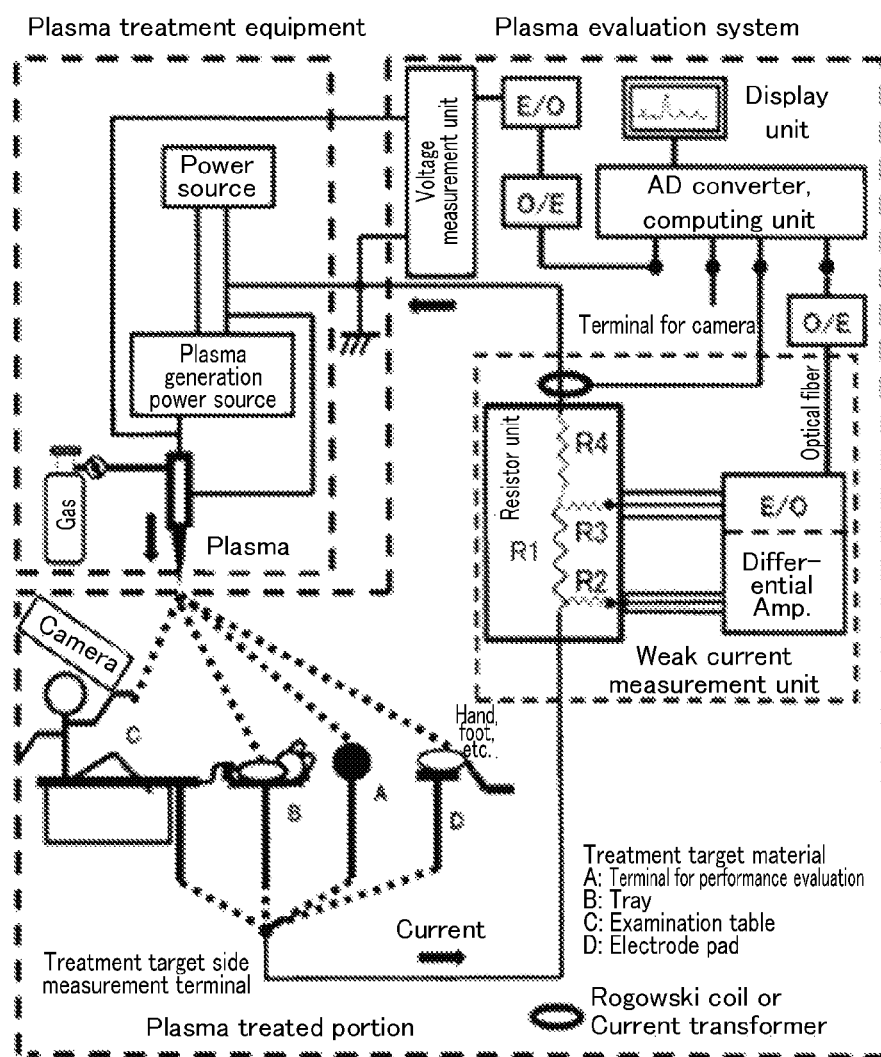 Plasma treatment equipment
Plasma evaluation system
Power
source
Plasma
generation
power source
Gas
Plasma
Voltage
measurement unit
E/O
O/E
Display
unit
AD converter,
computing unit
Terminal for camera
O/E
Optical fiber
Resistor unit
R4
R1
R3
R2
E/O
Differ-
ential
Amp.
Weak current
measurement unit
Camera
C
B
A
Hand,
foot,
etc.
D
Treatment target material
A: Terminal for performance evaluation
B: Tray
C: Examination table
D: Electrode pad
Current
Treatment target side
measurement terminal
Plasma treated portion
Rogowski coil or
Current transformer